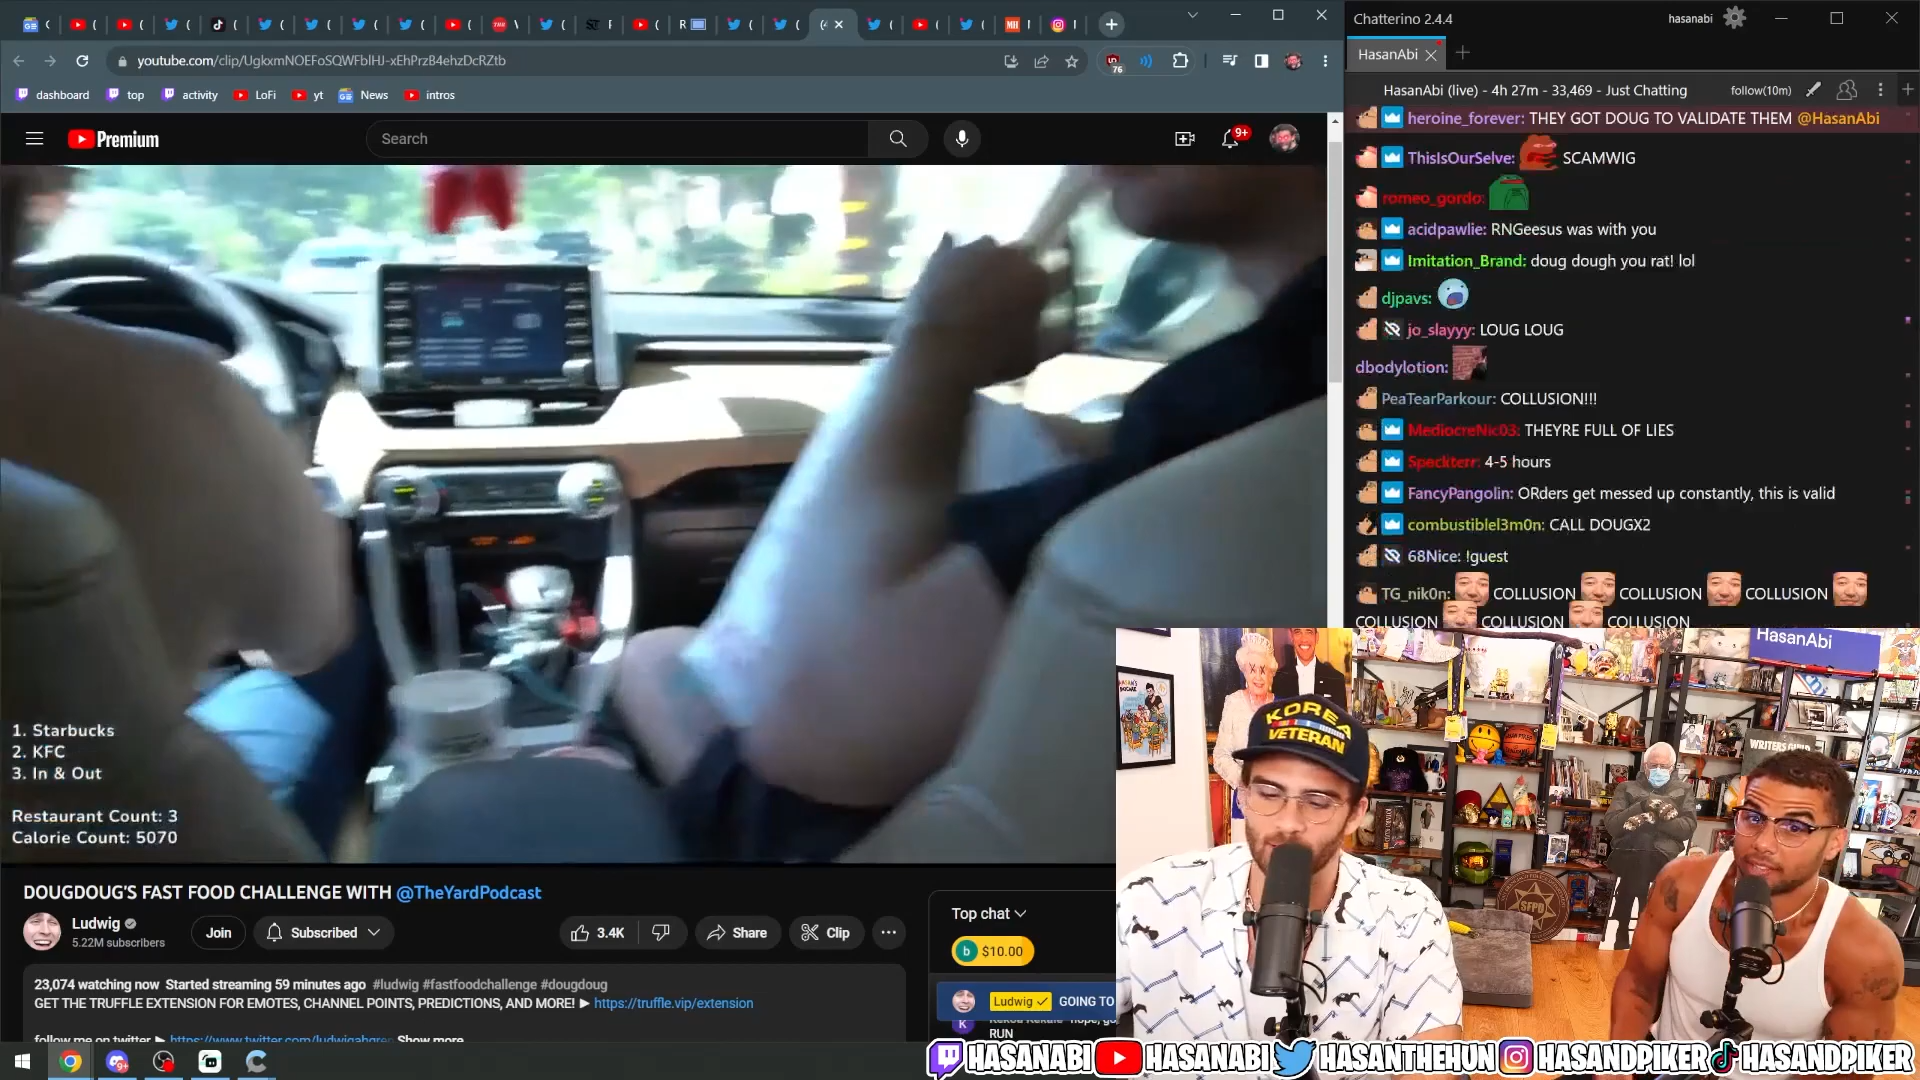 youtube.com/clip/UgkxmNOEFoSQWFblHJ-xEhPrzB4ehzDcRZtb
76
dashboard
top
activity
LoFi
yt
News
intros
Premium
Search
9+
1. Starbucks
2. KFC
3. In & Out
Restaurant Count: 3
Calorie Count: 5070
DOUGDOUG'S FAST FOOD CHALLENGE WITH @TheYardPodcast
Ludwig
5.22M subscribers
Join
Subscribed
3.4K
Share
Clip
23,074 watching now Started streaming 59 minutes ago #ludwig #fastfoodchallenge #dougdoug
GET THE TRUFFLE EXTENSION FOR EMOTES, CHANNEL POINTS, PREDICTIONS, AND MORE! ► https://truffle.vip/extension
Show more
Top chat
b $10.00
Ludwig GOING TO
RUN
Chatterino 2.4.4
hasanabi
HasanAbi
HasanAbi (live) - 4h 27m - 33,469 - Just Chatting
follow(10m)
heroine_forever: THEY GOT DOUG TO VALIDATE THEM @HasanAbi
ThisIsOurSelve: SCAMWIG
romeo_gordo:
acidpawlie: RNGeesus was with you
Imitation_Brand: doug dough you rat! lol
djpavs:
jo_slayyy: LOUG LOUG
dbodylotion:
PeaTearParkour: COLLUSION!!!
MediocreNic03: THEYRE FULL OF LIES
Speckterr: 4-5 hours
FancyPangolin: ORders get messed up constantly, this is valid
combustiblel3m0n: CALL DOUGX2
68Nice: !guest
TG_nik0n: COLLUSION COLLUSION COLLUSION
COLLUSION COLLUSION COLLUSION
HasanAbi
KOREA
VETERAN
SFPD
HASANABI HASANABI HASANTHEHUN HASANDPIKER HASANDPIKER